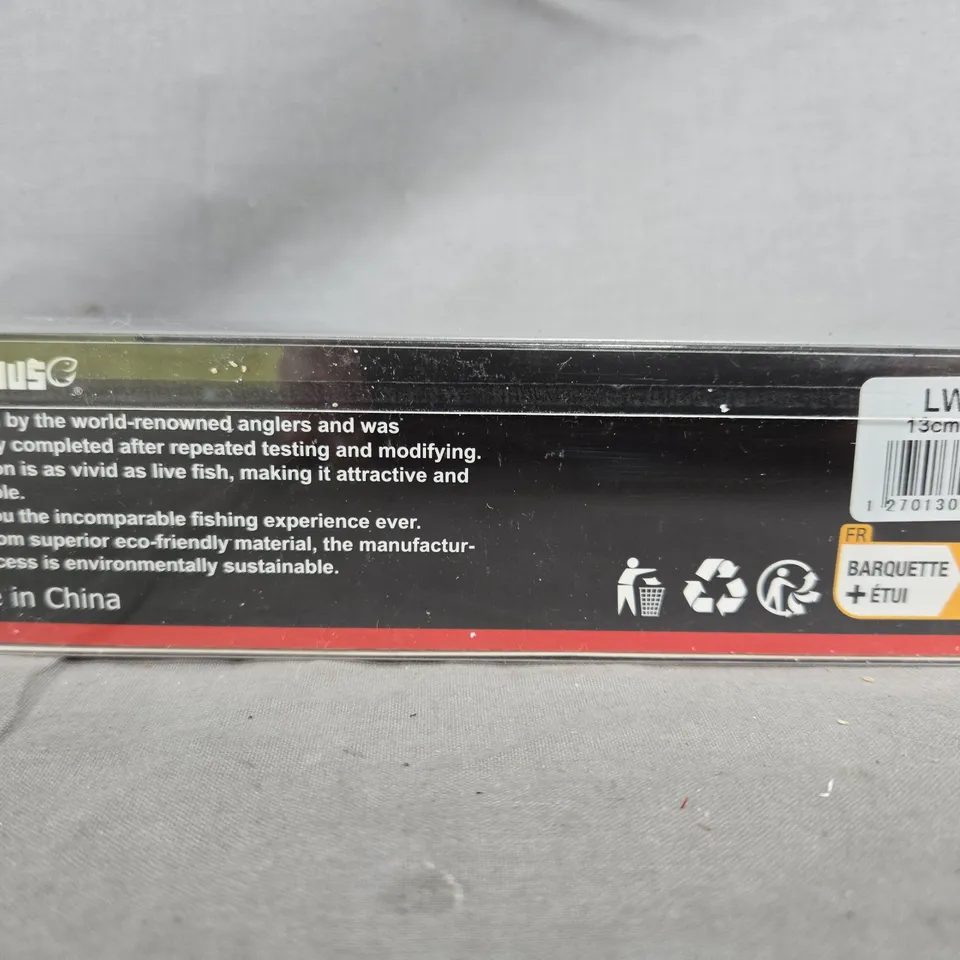 by the world-renowned anglers and was
completed after repeated testing and modifying.
on is as vivid as live fish, making it attractive and
ble.
ou the incomparable fishing experience ever.
om superior eco-friendly material, the manufactur-
cess is environmentally sustainable.
in China
LW
13cm
1 270130
FR
BARQUETTE
+ ÉTUI